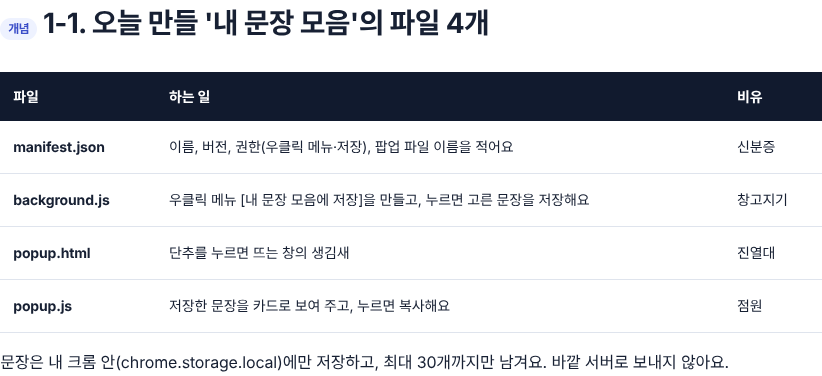 개념 1-1. 오늘 만들 '내 문장 모음'의 파일 4개
파일 하는 일 비유
manifest.json 이름, 버전, 권한(우클릭 메뉴·저장), 팝업 파일 이름을 적어요 신분증
background.js 우클릭 메뉴 [내 문장 모음에 저장]을 만들고, 누르면 고른 문장을 저장해요 창고지기
popup.html 단추를 누르면 뜨는 창의 생김새 진열대
popup.js 저장한 문장을 카드로 보여 주고, 누르면 복사해요 점원
문장은 내 크롬 안(chrome.storage.local)에만 저장하고, 최대 30개까지만 남겨요. 바깥 서버로 보내지 않아요.